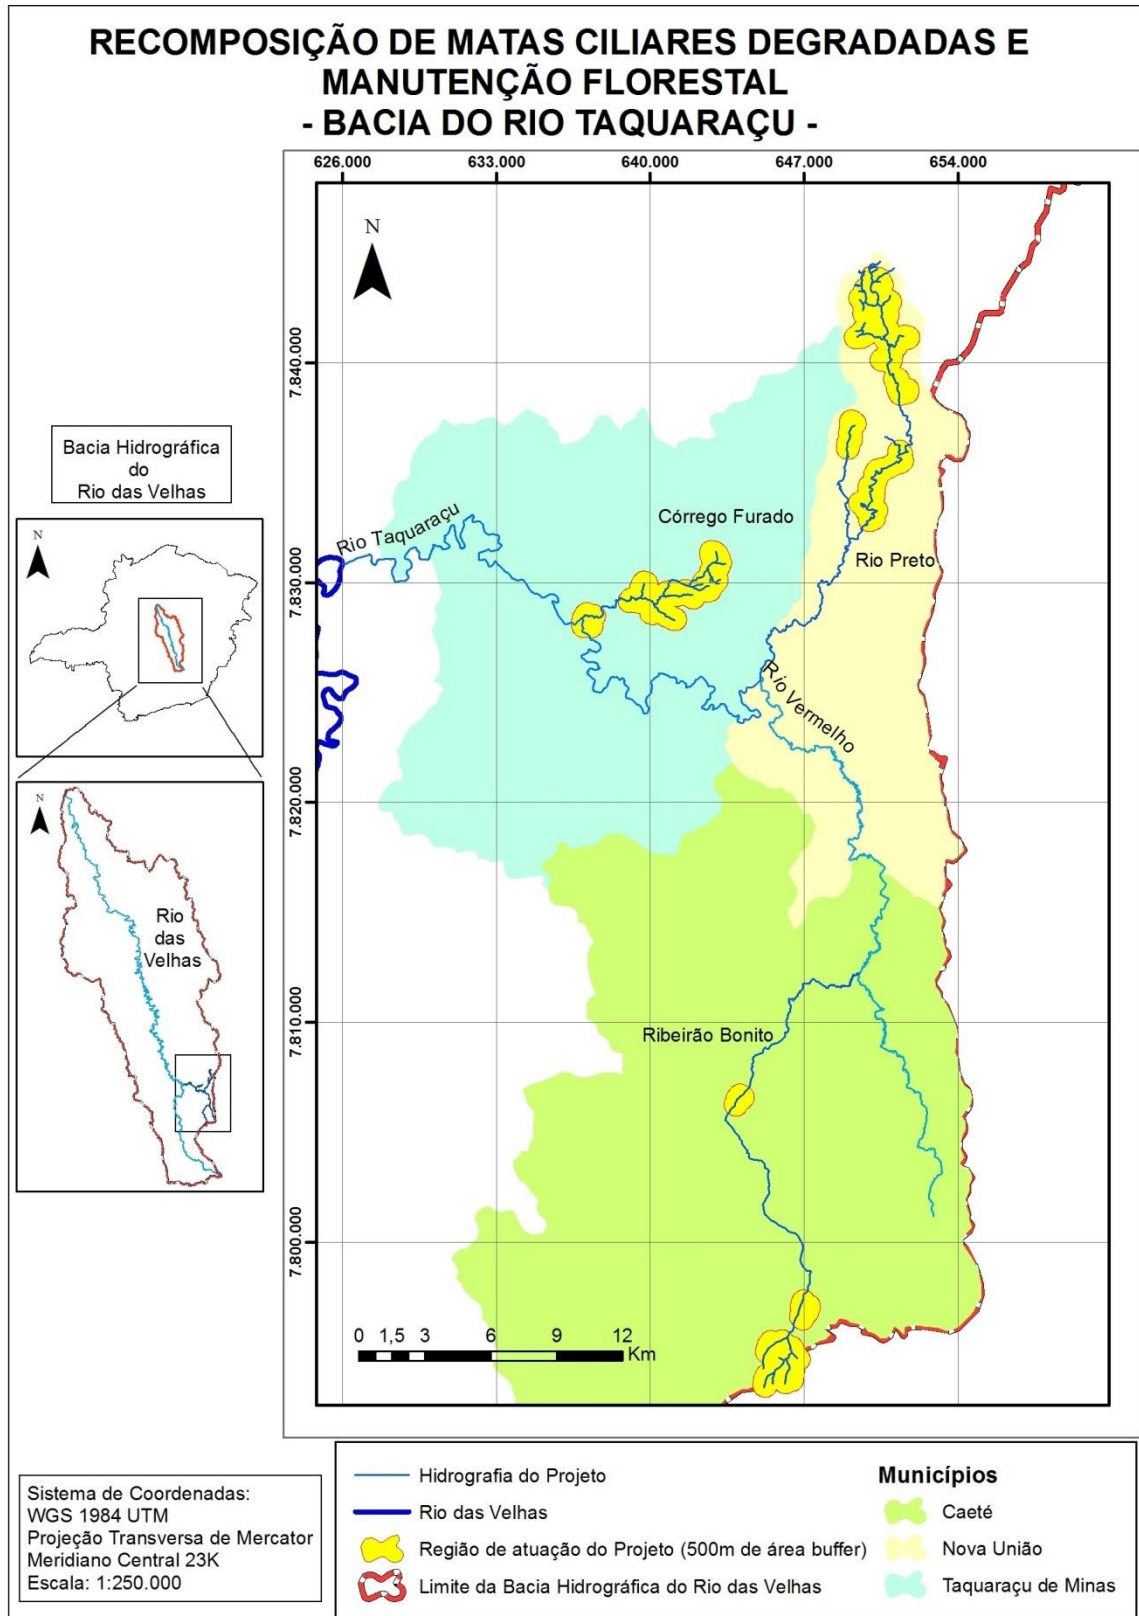 RECOMPOSIÇÃO DE MATAS CILIARES DEGRADADAS E
MANUTENÇÃO FLORESTAL
- BACIA DO RIO TAQUARAÇU -
626.000
633.000
640.000
647.000
654.000
N
7.840.000
7.830.000
7.820.000
7.810.000
7.800.000
Rio Taquaraçu
Córrego Furado
Rio Preto
Rio Vermelho
Ribeirão Bonito
0 1,5 3 6 9 12
Km
Bacia Hidrográfica
do
Rio das Velhas
N
N
Rio
das
Velhas
Sistema de Coordenadas:
WGS 1984 UTM
Projeção Transversa de Mercator
Meridiano Central 23K
Escala: 1:250.000
Hidrografia do Projeto
Rio das Velhas
Região de atuação do Projeto (500m de área buffer)
Limite da Bacia Hidrográfica do Rio das Velhas
Municípios
Caeté
Nova União
Taquaraçu de Minas